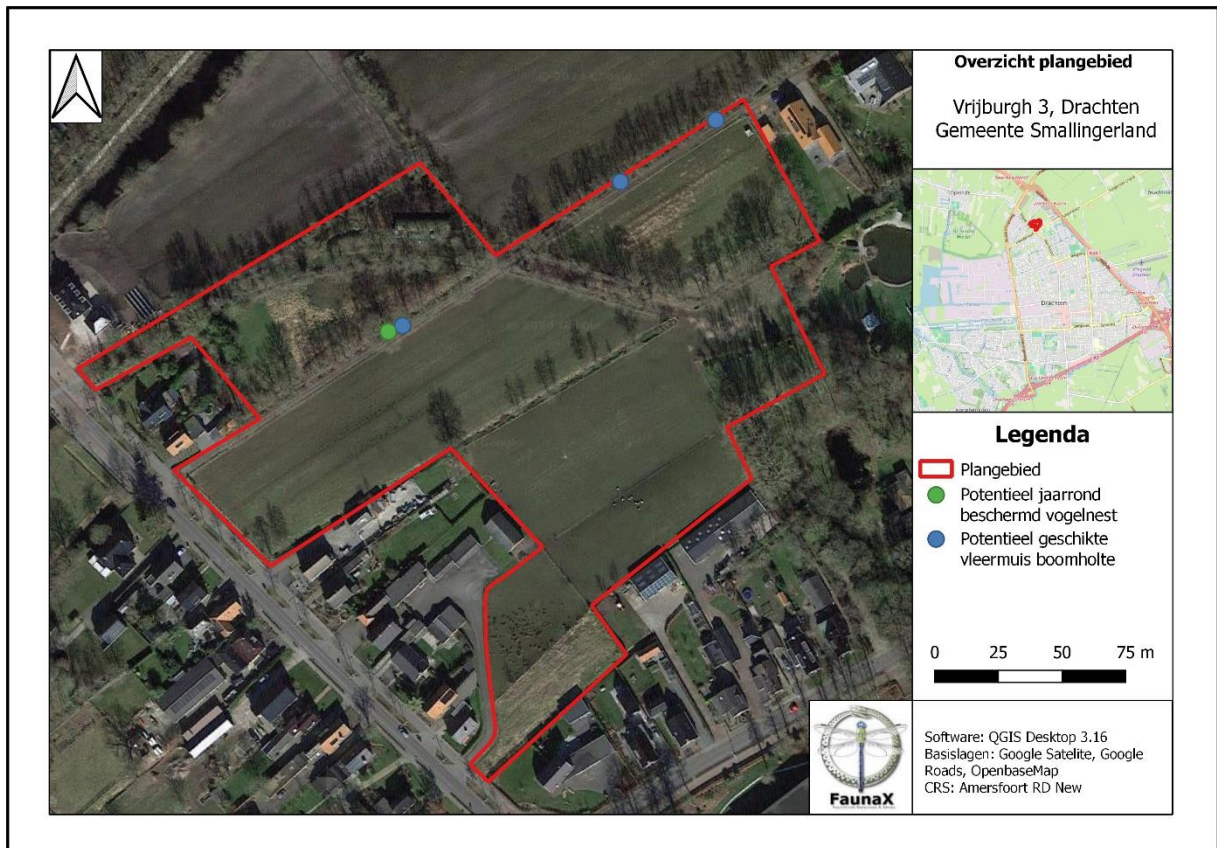 Overzicht plangebied
Vrijburgh 3, Drachten
Gemeente Smallingerland
Drachten
Legenda
Plangebied
Potentieel jaarrond
beschermd vogelnest
Potentieel geschikte
vleermuis boomholte
0 25 50 75 m
FaunaX
Software: QGIS Desktop 3.16
Basislagen: Google Satelite, Google
Roads, OpenbaseMap
CRS: Amersfoort RD New